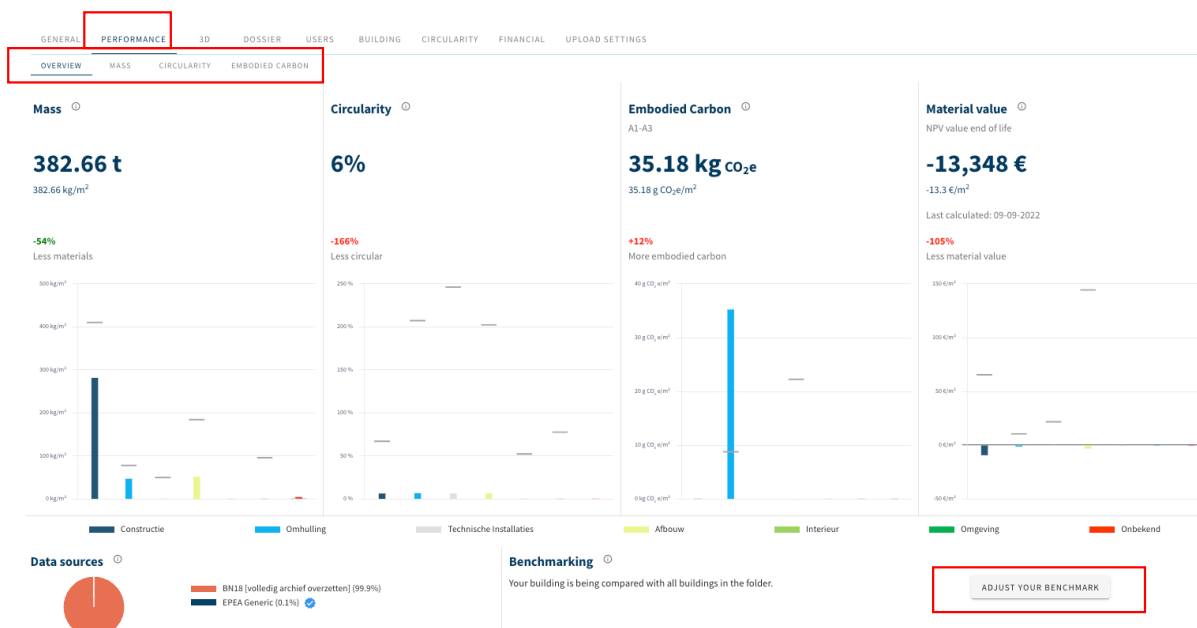 GENERAL PERFORMANCE 3D DOSSIER USERS BUILDING CIRCULARITY FINANCIAL UPLOAD SETTINGS
OVERVIEW MASS CIRCULARITY EMBODIED CARBON
Mass
382.66 t
382.66 kg/m²
-54%
Less materials
500 kg/m²
400 kg/m²
300 kg/m²
200 kg/m²
100 kg/m²
0 kg/m²
Circularity
6%
-166%
Less circular
250 %
200 %
150 %
100 %
50 %
0 %
Embodied Carbon
A1-A3
35.18 kg CO₂e
35.18 g CO₂e/m²
+12%
More embodied carbon
40 g CO₂ e/m²
30 g CO₂ e/m²
20 g CO₂ e/m²
10 g CO₂ e/m²
0 kg CO₂ e/m²
Material value
NPV value end of life
-13,348 €
-13.3 €/m²
Last calculated: 09-09-2022
-105%
Less material value
150 €/m²
100 €/m²
50 €/m²
0 €/m²
-50 €/m²
Constructie Omhulling Technische Installaties Afbouw Interieur Omgeving Onbekend
Data sources
BN18 [volledig archief overzetten] (99.9%)
EPEA Generic (0.1%)
Benchmarking
Your building is being compared with all buildings in the folder.
ADJUST YOUR BENCHMARK